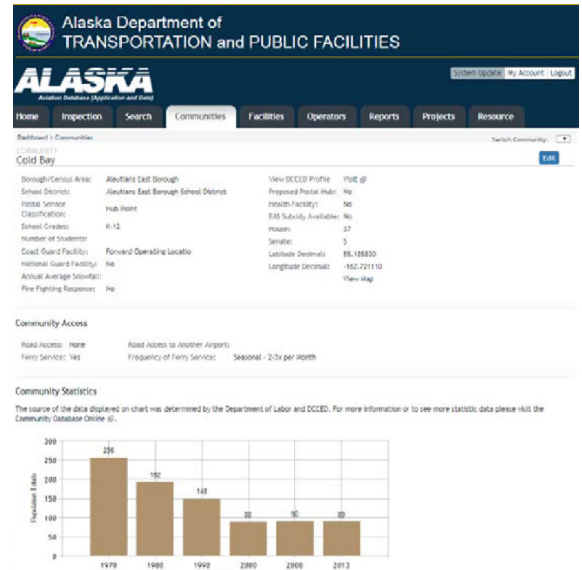 Alaska Department of
TRANSPORTATION and PUBLIC FACILITIES
ALASKA
Aviation Database (Application and Data)
System Update My Account Logout
Home Inspection Search Communities Facilities Operators Reports Projects Resource
Dashboard > Communities
Switch Community:
COMMUNITY
Cold Bay
Edit
Borough/Census Area: Aleutians East Borough
School District: Aleutians East Borough School District
Postal Service Classification: Hub Point
School Grades: K-12
Number of Students:
Coast Guard Facility: Forward Operating Locatio
National Guard Facility: No
Annual Average Snowfall:
Fire Fighting Response: No
View DCCED Profile Visit
Proposed Postal Hub: No
Health Facility: No
EAS Subsidy Available: No
House: 37
Senate: S
Latitude Decimal:
Longitude Decimal: -162.721110
View Map
Community Access
Road Access: None Road Access to Another Airport:
Ferry Service: Yes Frequency of Ferry Service: Seasonal - 2-3x per Month
Community Statistics
The source of the data displayed on chart was determined by the Department of Labor and DCCED. For more information or to see more statistic data please visit the
Community Database Online
Population Totals
300
250
200
150
100
50
0
256
192
148
88
90
89
1970 1980 1990 2000 2008 2013